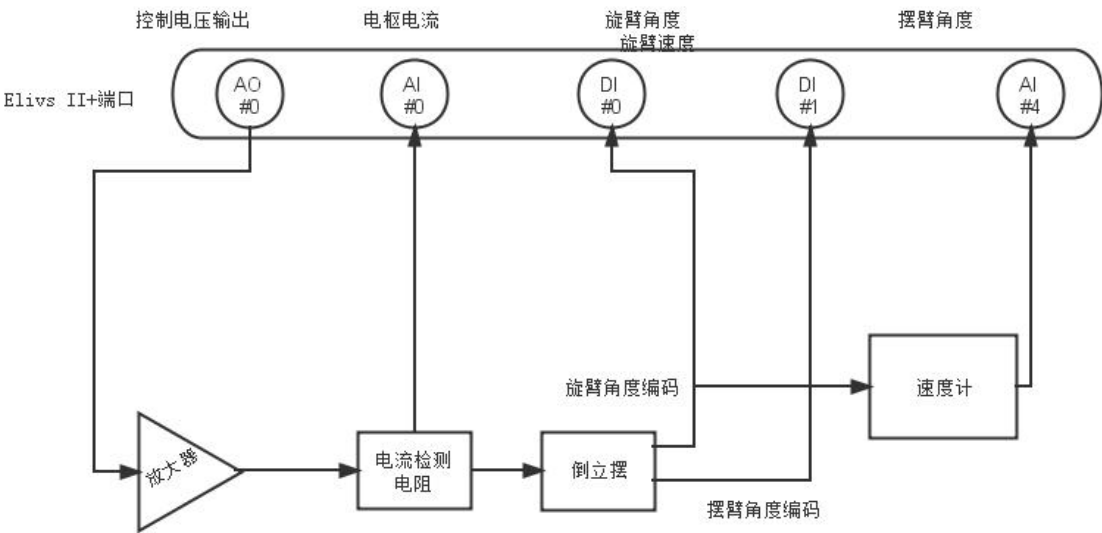 控制电压输出
电枢电流
旋臂角度
旋臂速度
摆臂角度
Elivs II+端口
AO
#0
AI
#0
DI
#0
DI
#1
AI
#4
旋臂角度编码
速度计
放大器
电流检测
电阻
倒立摆
摆臂角度编码